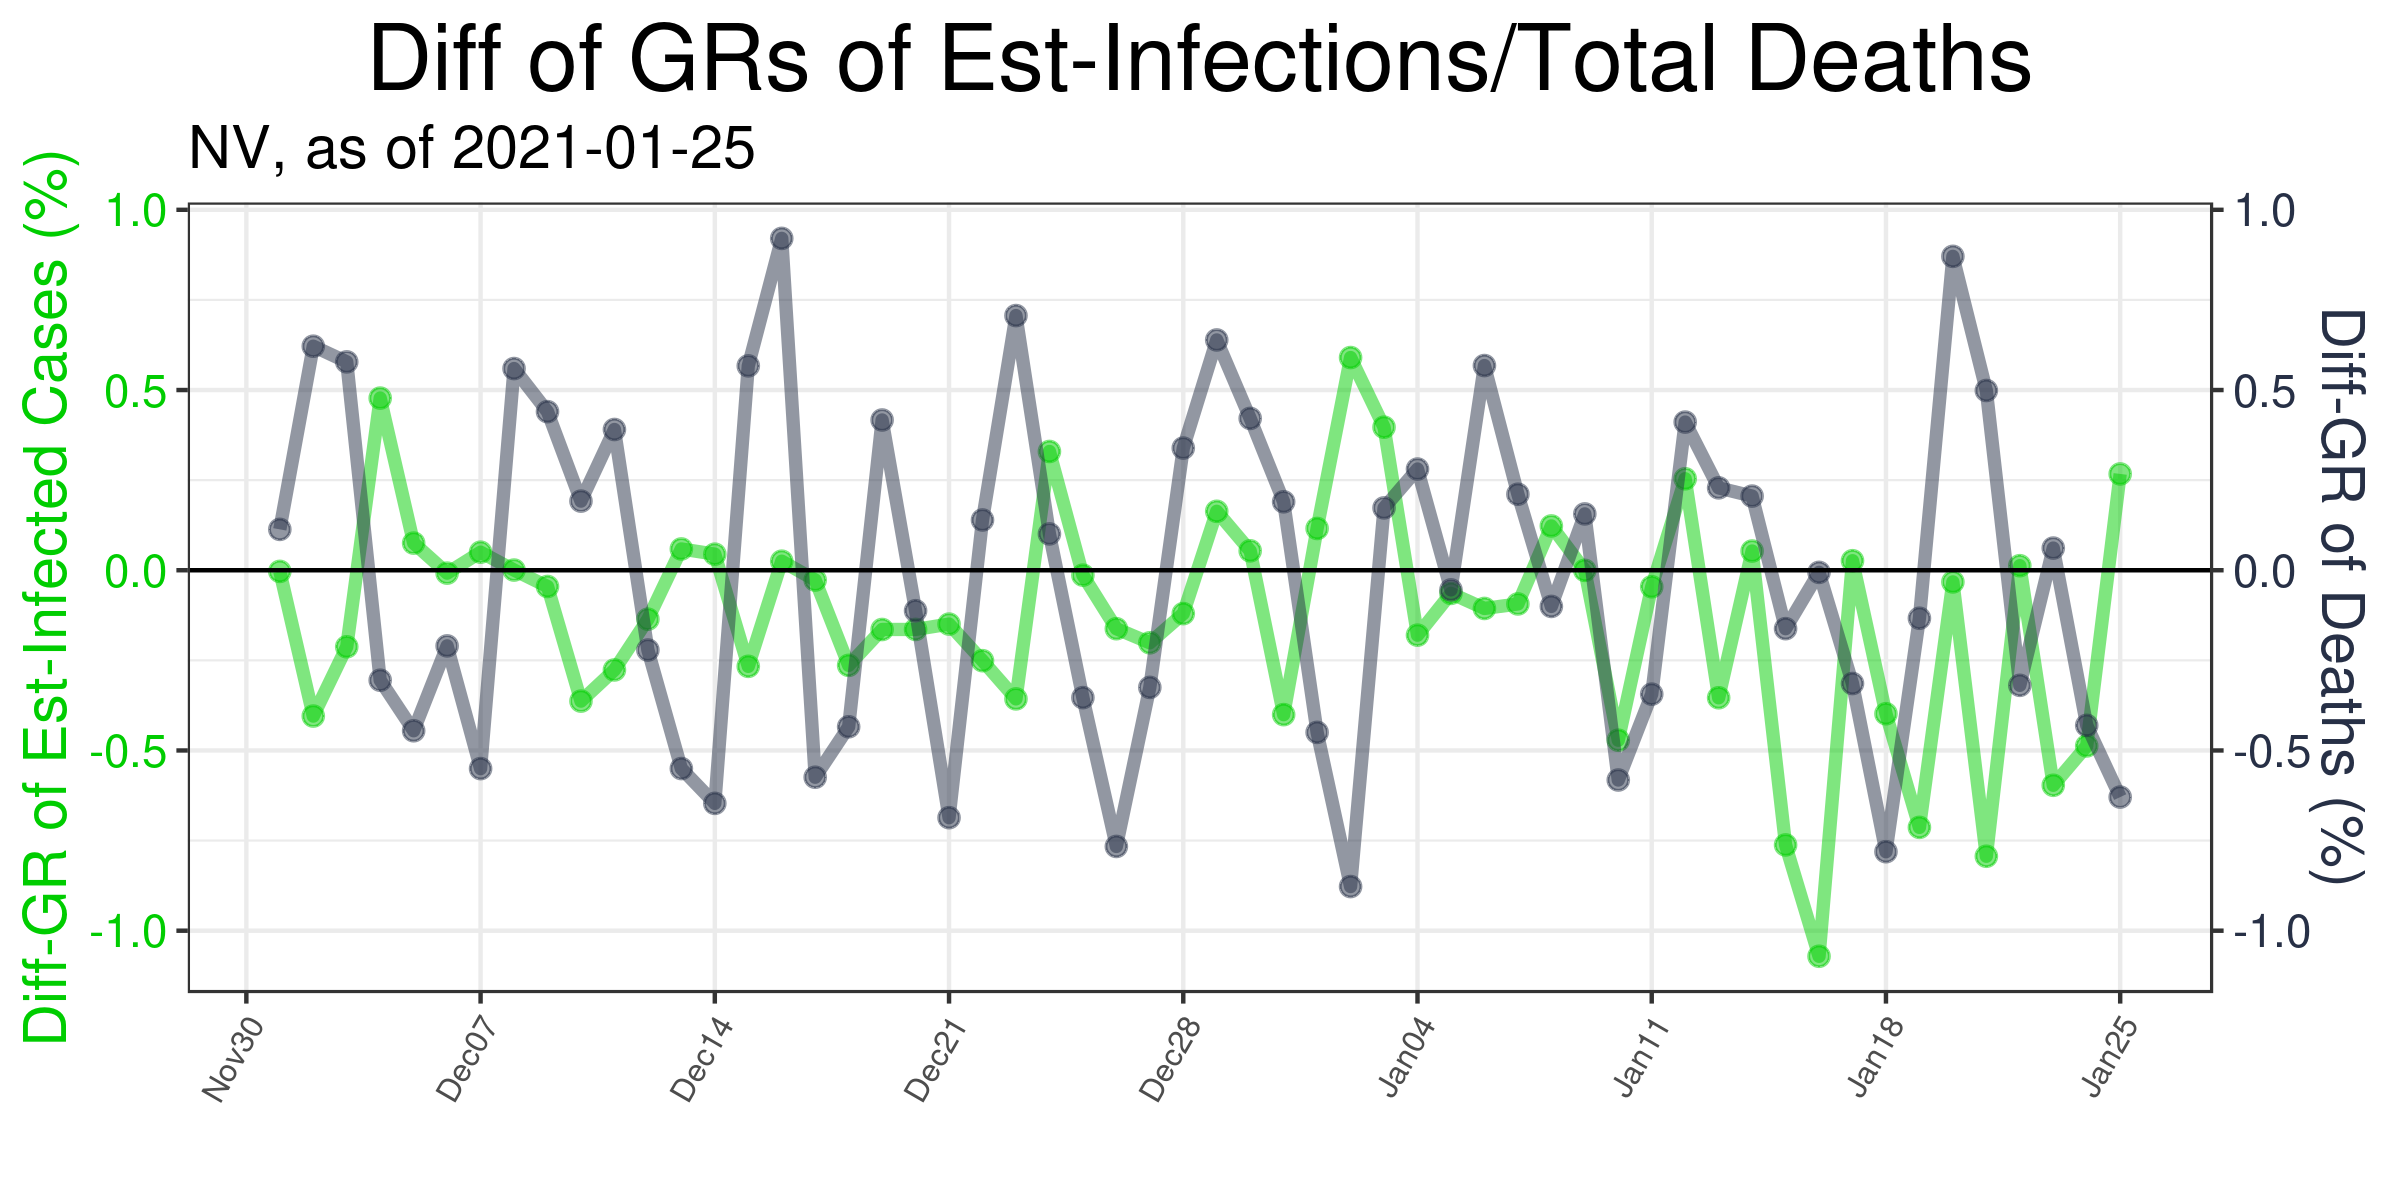 Diff of GRs of Est-Infections/Total Deaths
NV, as of 2021-01-25
Diff-GR of Est-Infected Cases (%)
1.0
0.5
0.0
-0.5
-1.0
1.0
0.5
0.0
-0.5
-1.0
Diff-GR of Deaths (%)
Nov30
Dec07
Dec14
Dec21
Dec28
Jan04
Jan11
Jan18
Jan25